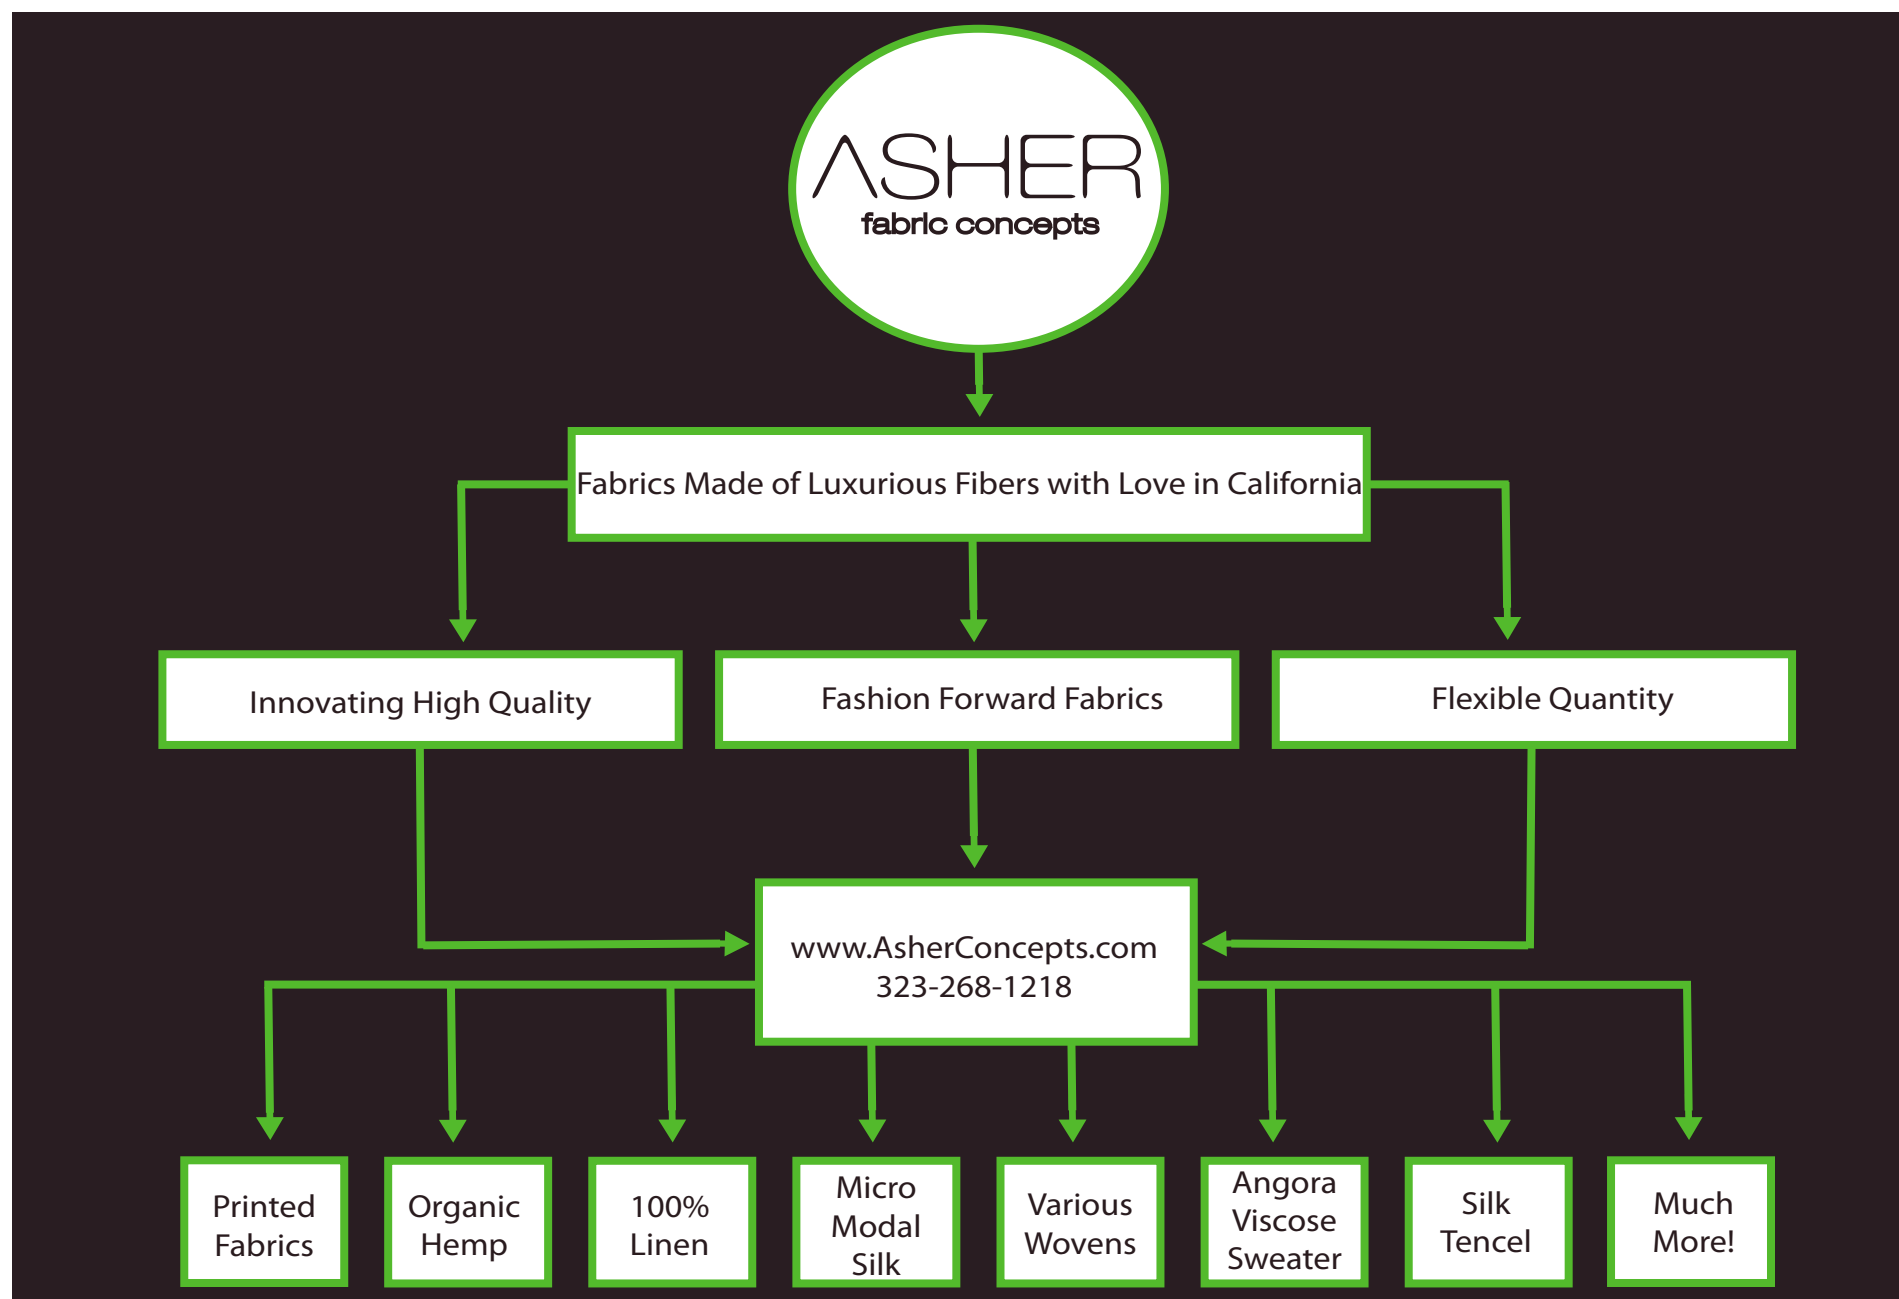 ASHER
fabric concepts
Fabrics Made of Luxurious Fibers with Love in California
Innovating High Quality
Fashion Forward Fabrics
Flexible Quantity
www.AsherConcepts.com
323-268-1218
Printed
Fabrics
Organic
Hemp
100%
Linen
Micro
Modal
Silk
Various
Wovens
Angora
Viscose
Sweater
Silk
Tencel
Much
More!